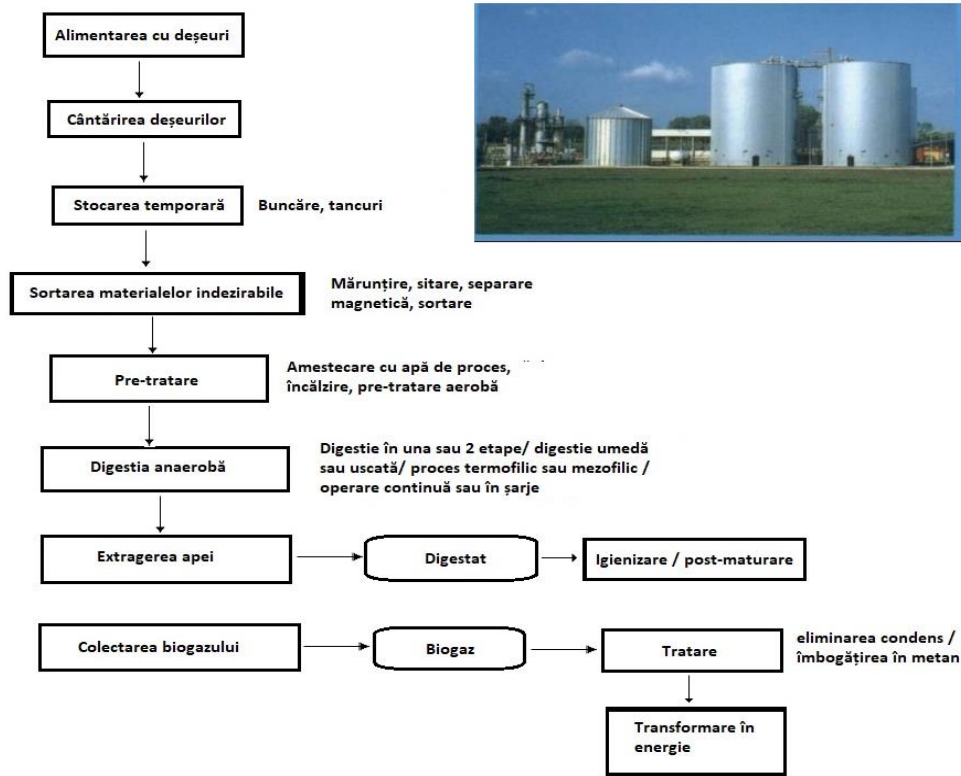 Alimentarea cu deșeuri
Cântărirea deșeurilor
Stocarea temporară
Buncăre, tancuri
Sortarea materialelor indezirabile
Mărunțire, sitare, separare
magnetică, sortare
Pre-tratare
Amestecare cu apă de proces,
încălzire, pre-tratare aerobă
Digestia anaerobă
Digestie în una sau 2 etape/ digestie umedă
sau uscată/ proces termofilic sau mezofilic /
operare continuă sau în șarje
Extragerea apei
Digestat
Igienizare / post-maturare
Colectarea biogazului
Biogaz
Tratare
eliminarea condens /
îmbogățirea în metan
Transformare în
energie